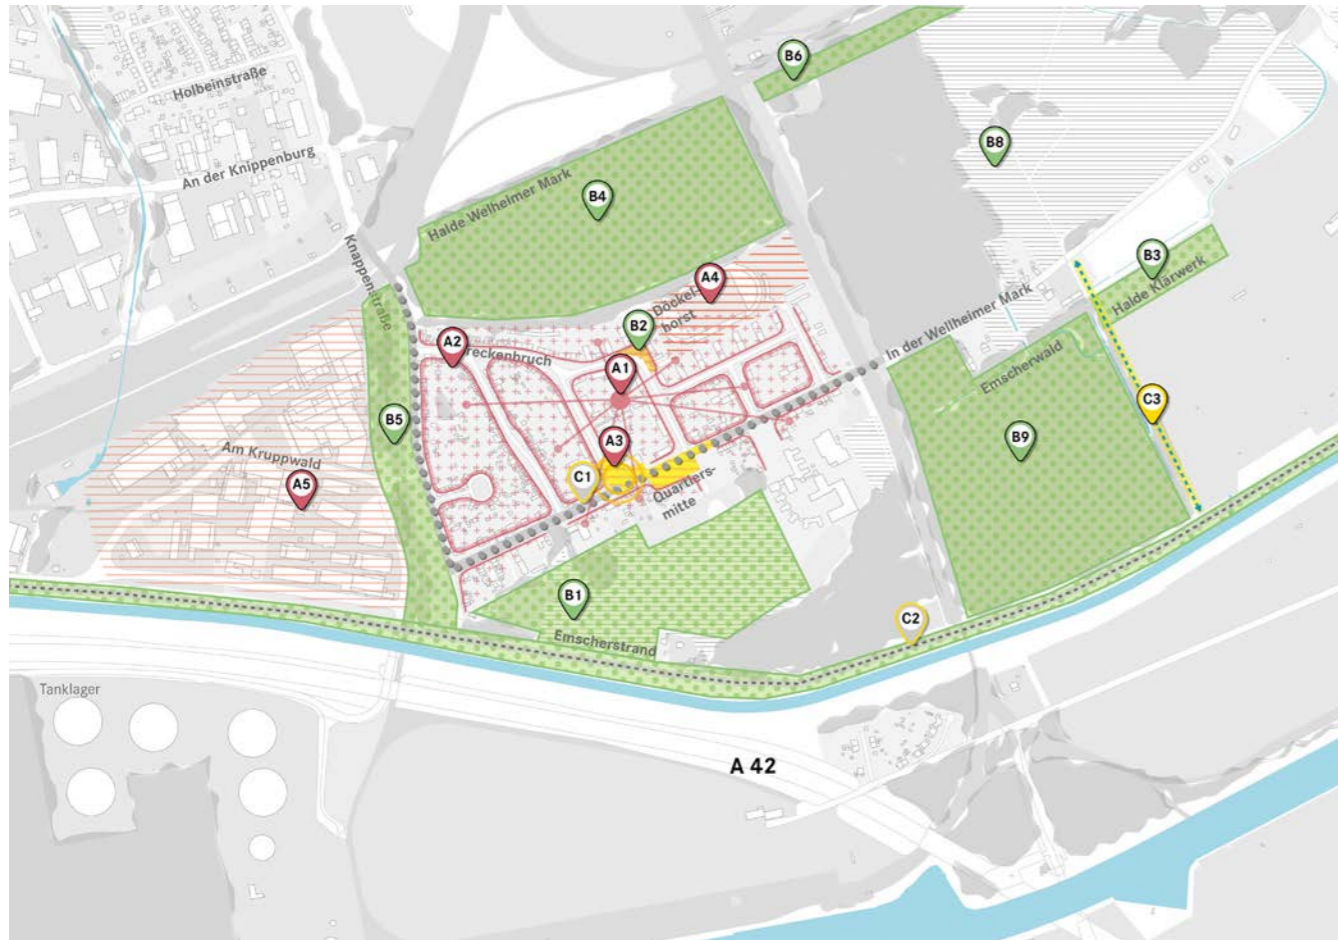 B6
Holbeinstraße
An der Knippenburg
B8
B4
Halde Welheimer Mark
Knappenstraße
B3
Halde Klärwerk
A4
Döckel-
horst
B2
A2
Breckenbruch
A1
In der Welheimer Mark
Emscherwald
C3
B5
B9
A3
Am Kruppwald
A5
C1
Quartiers-
mitte
B1
C2
Emscherstrand
Tanklager
A 42